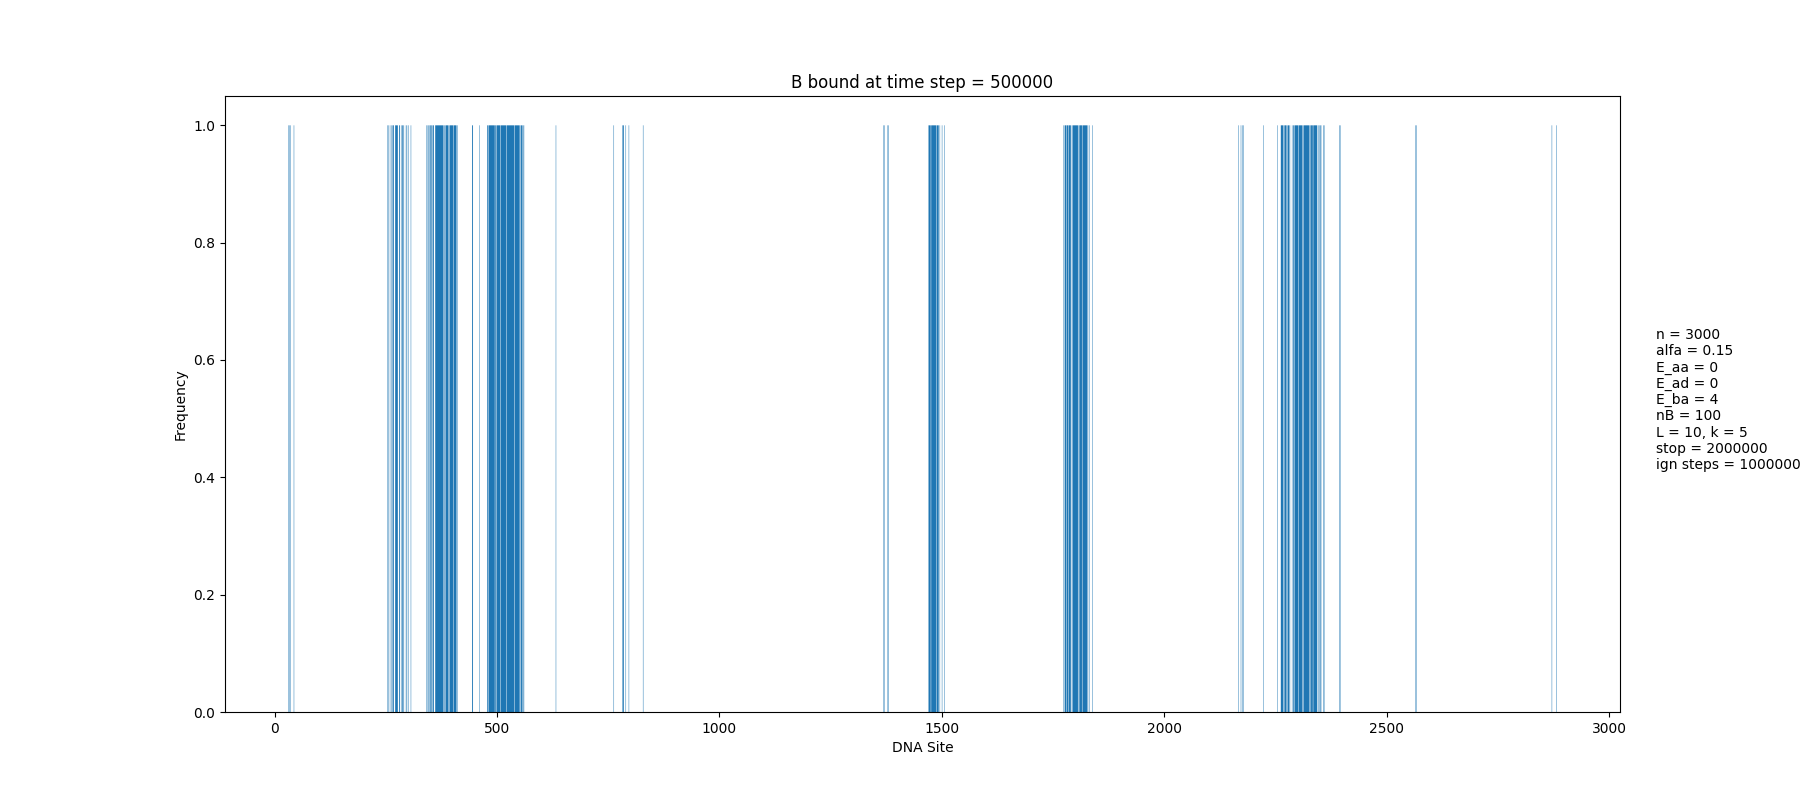 B bound at time step = 500000
1.0
0.8
0.6
0.4
0.2
0.0
Frequency
0 500 1000 1500 2000 2500 3000
DNA Site
n = 3000
alfa = 0.15
E_aa = 0
E_ad = 0
E_ba = 4
nB = 100
L = 10, k = 5
stop = 2000000
ign steps = 1000000